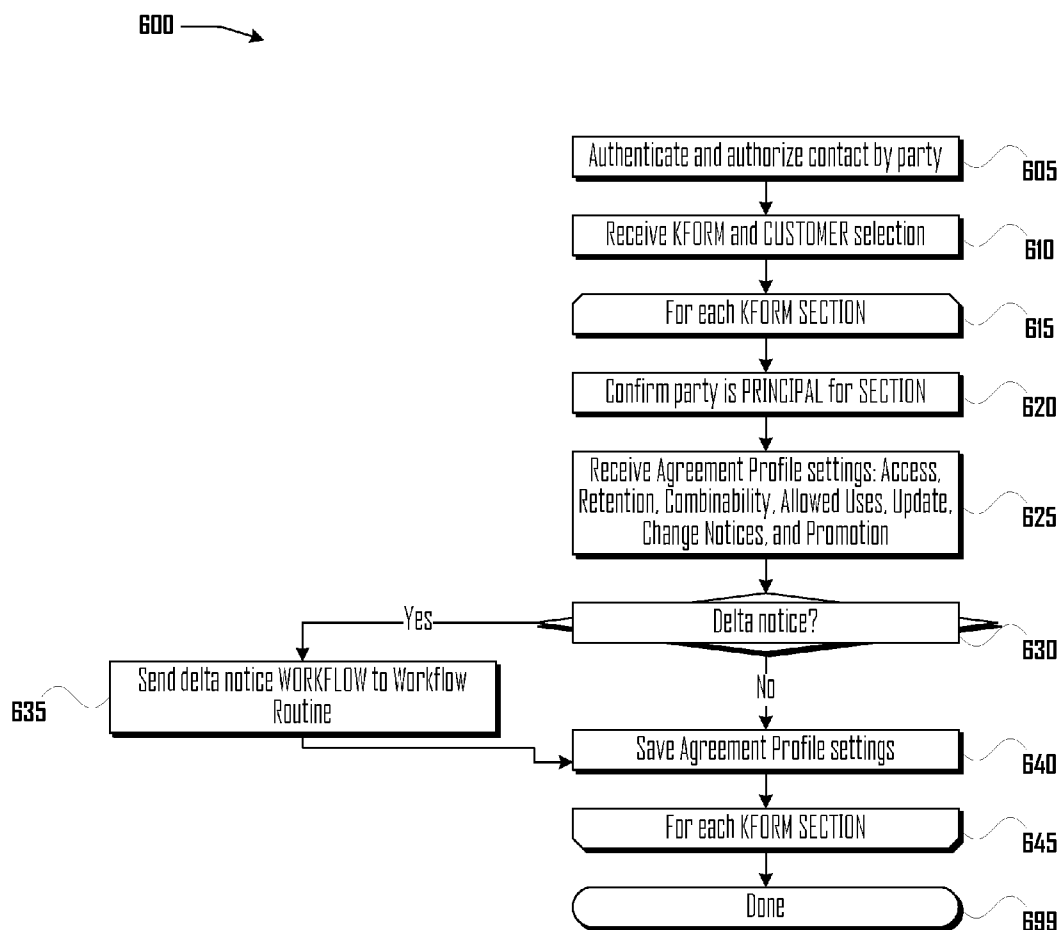 600
Authenticate and authorize contact by party
605
Receive KFORM and CUSTOMER selection
610
For each KFORM SECTION
615
Confirm party is PRINCIPAL for SECTION
620
Receive Agreement Profile settings: Access,
Retention, Combinability, Allowed Uses, Update,
Change Notices, and Promotion
625
Yes
Delta notice?
630
Send delta notice WORKFLOW to Workflow
Routine
635
No
Save Agreement Profile settings
640
For each KFORM SECTION
645
Done
699